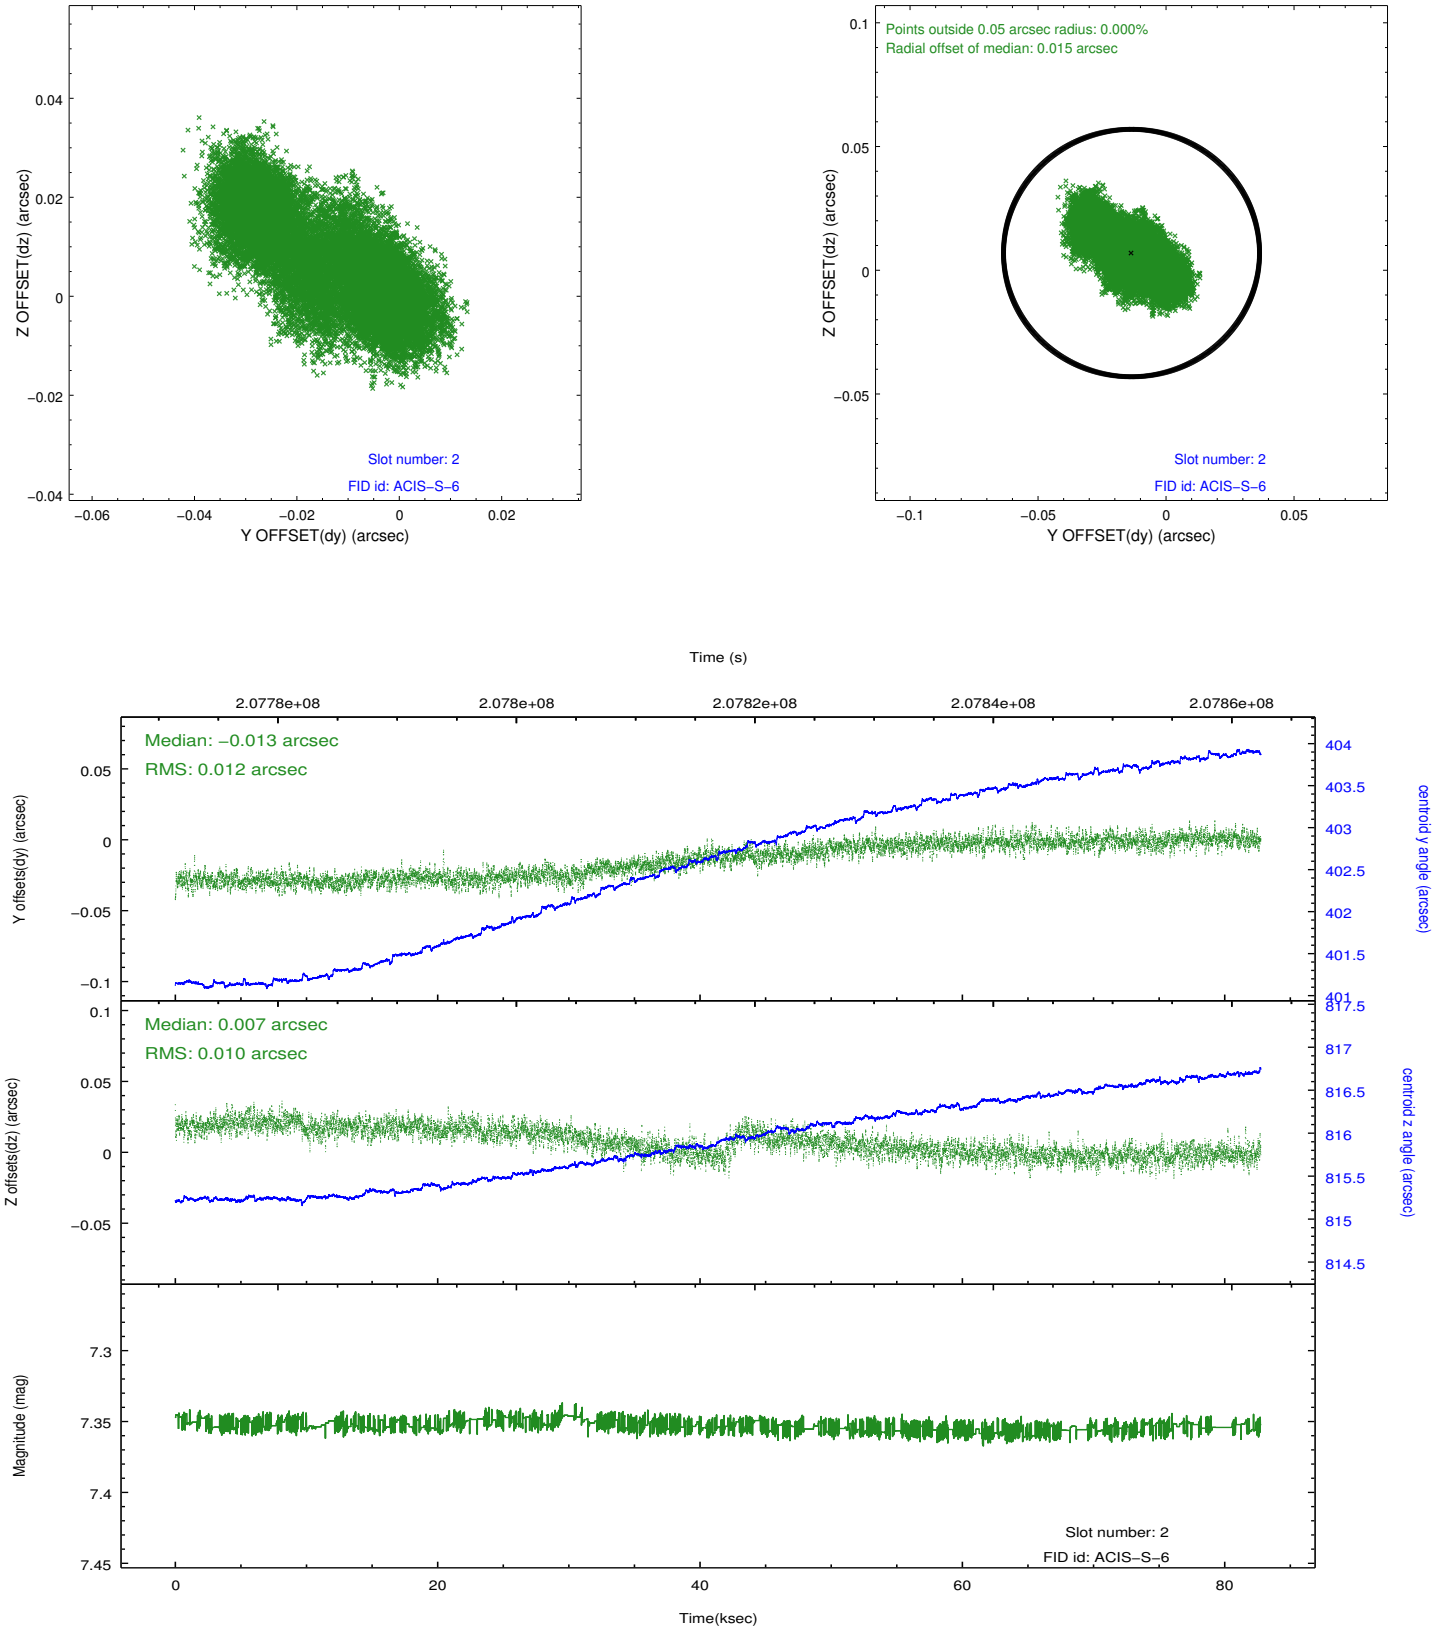 0.04
0.02
0
−0.02
−0.04
Z OFFSET(dz) (arcsec)
Slot number: 2
FID id: ACIS−S−6
−0.06 −0.04 −0.02 0 0.02
Y OFFSET(dy) (arcsec)
0.1
0.05
0
−0.05
Z OFFSET(dz) (arcsec)
Points outside 0.05 arcsec radius: 0.000%
Radial offset of median: 0.015 arcsec
Slot number: 2
FID id: ACIS−S−6
−0.1 −0.05 0 0.05
Y OFFSET(dy) (arcsec)
Time (s)
2.0778e+08 2.078e+08 2.0782e+08 2.0784e+08 2.0786e+08
Median: −0.013 arcsec
RMS: 0.012 arcsec
0.05
0
−0.05
−0.1
Y offsets(dy) (arcsec)
404
403.5
403
402.5
402
401.5
401
centroid y angle (arcsec)
Median: 0.007 arcsec
RMS: 0.010 arcsec
0.1
0.05
0
−0.05
Z offsets(dz) (arcsec)
817.5
817
816.5
816
815.5
815
814.5
centroid z angle (arcsec)
7.3
7.35
7.4
7.45
Magnitude (mag)
Slot number: 2
FID id: ACIS−S−6
0 20 40 60 80
Time(ksec)